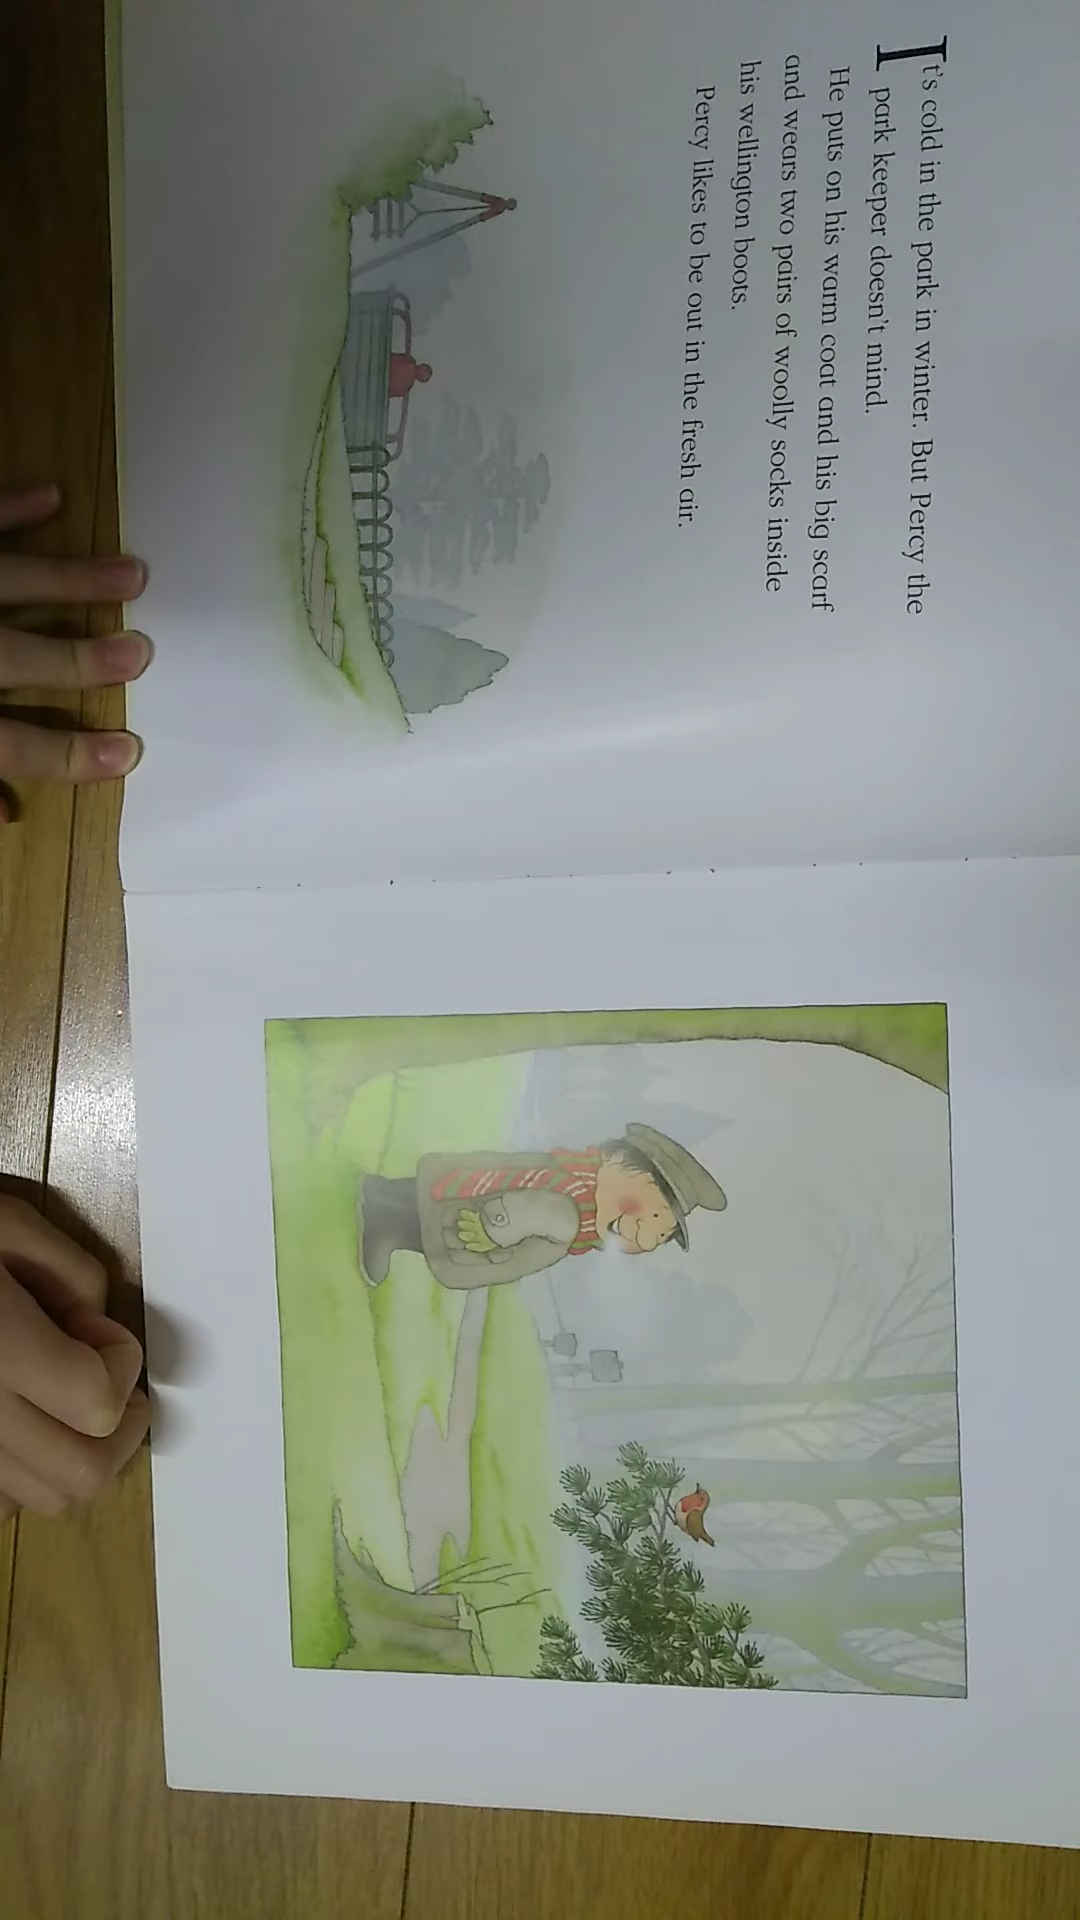 It's cold in the park in winter. But Percy the
park keeper doesn't mind.
He puts on his warm coat and his big scarf
and wears two pairs of woolly socks inside
his wellington boots.
Percy likes to be out in the fresh air.